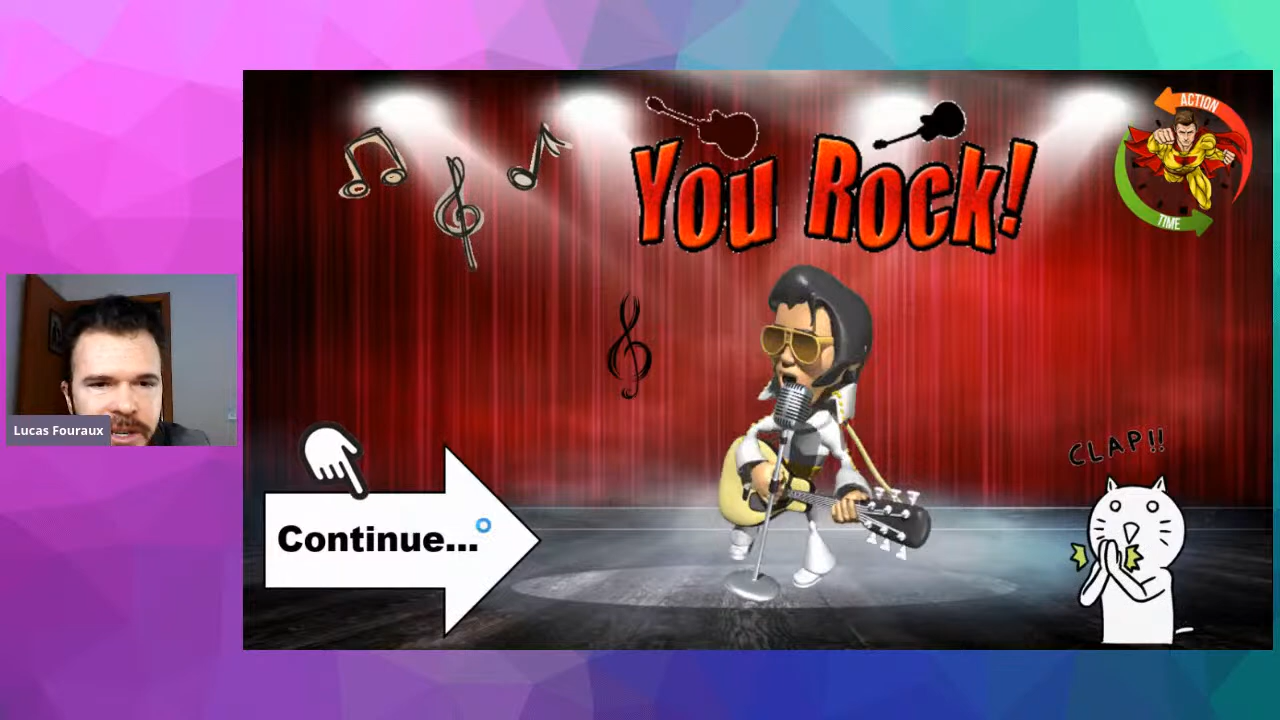 ACTION
TIME
You Rock!
Lucas Fouraux
CLAP!!
Continue...